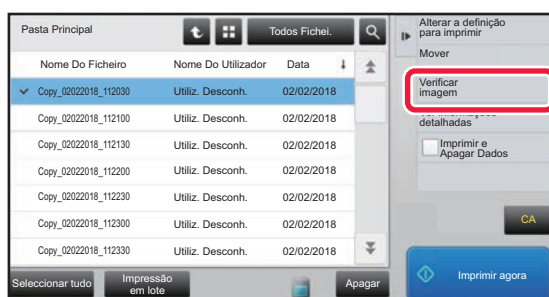 Pasta Principal
Todos Fichei.
Nome Do Ficheiro Nome Do Utilizador Data
Copy_02022018_112030 Utiliz. Desconh. 02/02/2018
Copy_02022018_112100 Utiliz. Desconh. 02/02/2018
Copy_02022018_112130 Utiliz. Desconh. 02/02/2018
Copy_02022018_112200 Utiliz. Desconh. 02/02/2018
Copy_02022018_112230 Utiliz. Desconh. 02/02/2018
Copy_02022018_112300 Utiliz. Desconh. 02/02/2018
Copy_02022018_112330 Utiliz. Desconh. 02/02/2018
Seleccionar tudo
Impressão
em lote
Apagar
Alterar a definição
para imprimir
Mover
Verificar
imagem
detalhadas
Imprimir e
Apagar Dados
CA
Imprimir agora